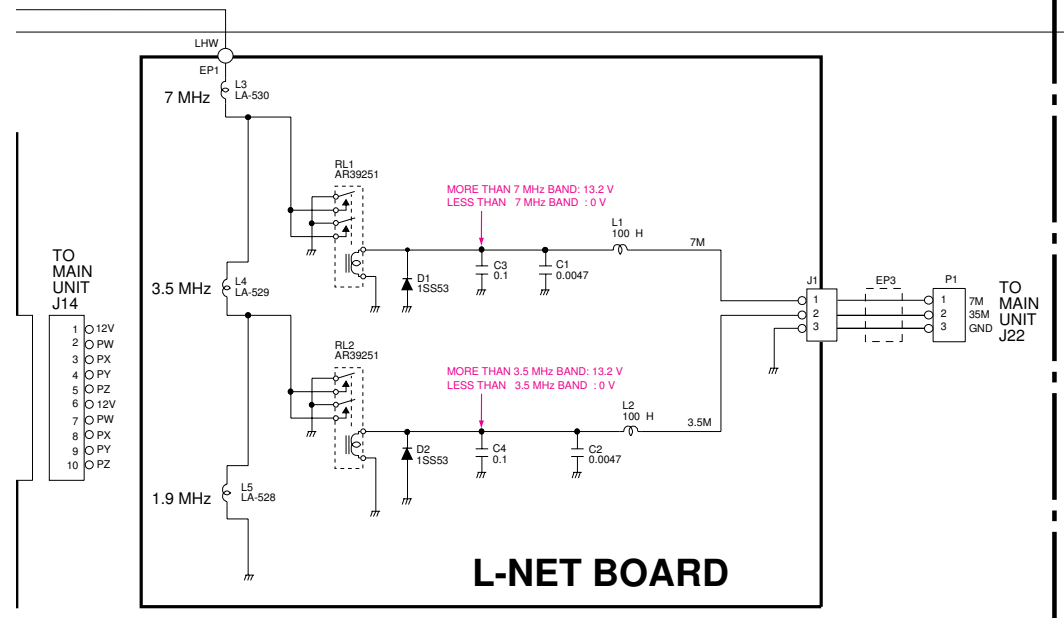 LHW
EP1
L3
LA-530
7 MHz
RL1
AR39251
MORE THAN 7 MHz BAND: 13.2 V
LESS THAN 7 MHz BAND : 0 V
L1
100 H
7M
D1
1SS53
C3
0.1
C1
0.0047
3.5 MHz
L4
LA-529
TO
MAIN
UNIT
J14
1 12V
2 PW
3 PX
4 PY
5 PZ
6 12V
7 PW
8 PX
9 PY
10 PZ
J1
1
2
3
EP3
P1
1
2
3
7M
35M
GND
TO
MAIN
UNIT
J22
RL2
AR39251
MORE THAN 3.5 MHz BAND: 13.2 V
LESS THAN 3.5 MHz BAND : 0 V
L2
100 H
3.5M
D2
1SS53
C4
0.1
C2
0.0047
1.9 MHz
L5
LA-528
L-NET BOARD